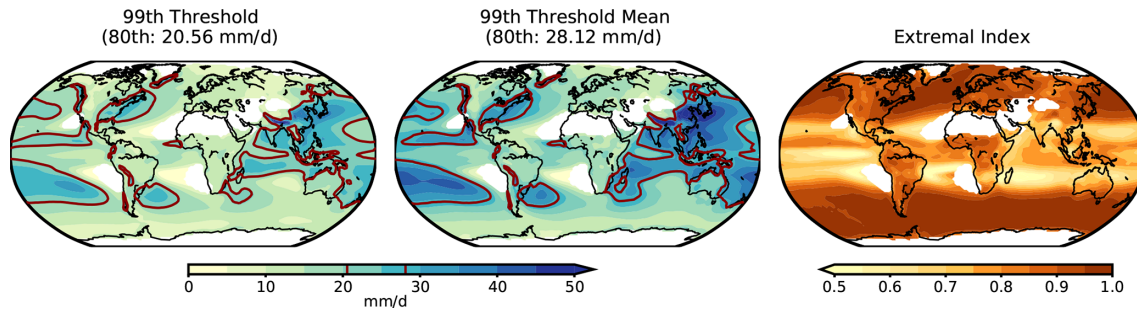 99th Threshold
(80th: 20.56 mm/d)
99th Threshold Mean
(80th: 28.12 mm/d)
Extremal Index
0 10 20 30 40 50
mm/d
0.5 0.6 0.7 0.8 0.9 1.0